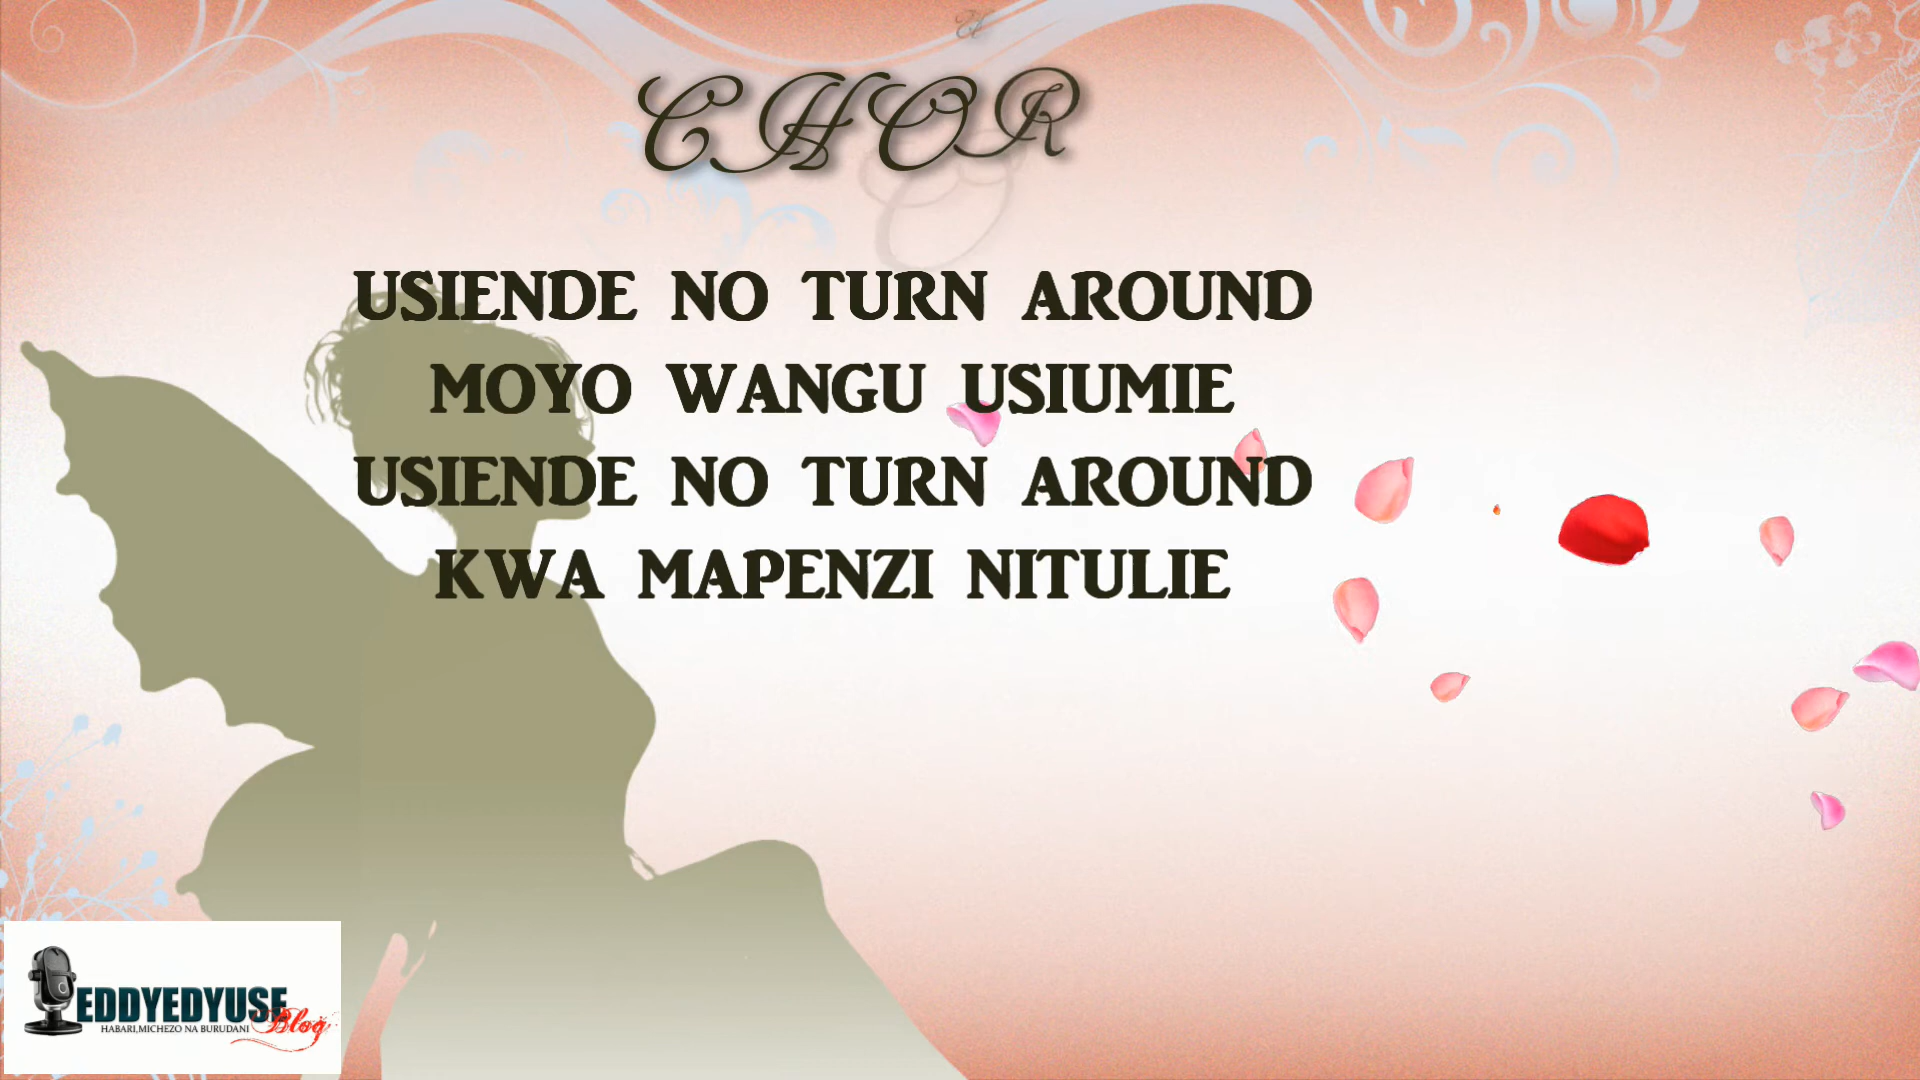 CHOR
USIENDE NO TURN AROUND
MOYO WANGU USIUMIE
USIENDE NO TURN AROUND
KWA MAPENZI NITULIE
EDDYEDYUSE
HABARI,MICHEZO NA BURUDANI
Blog